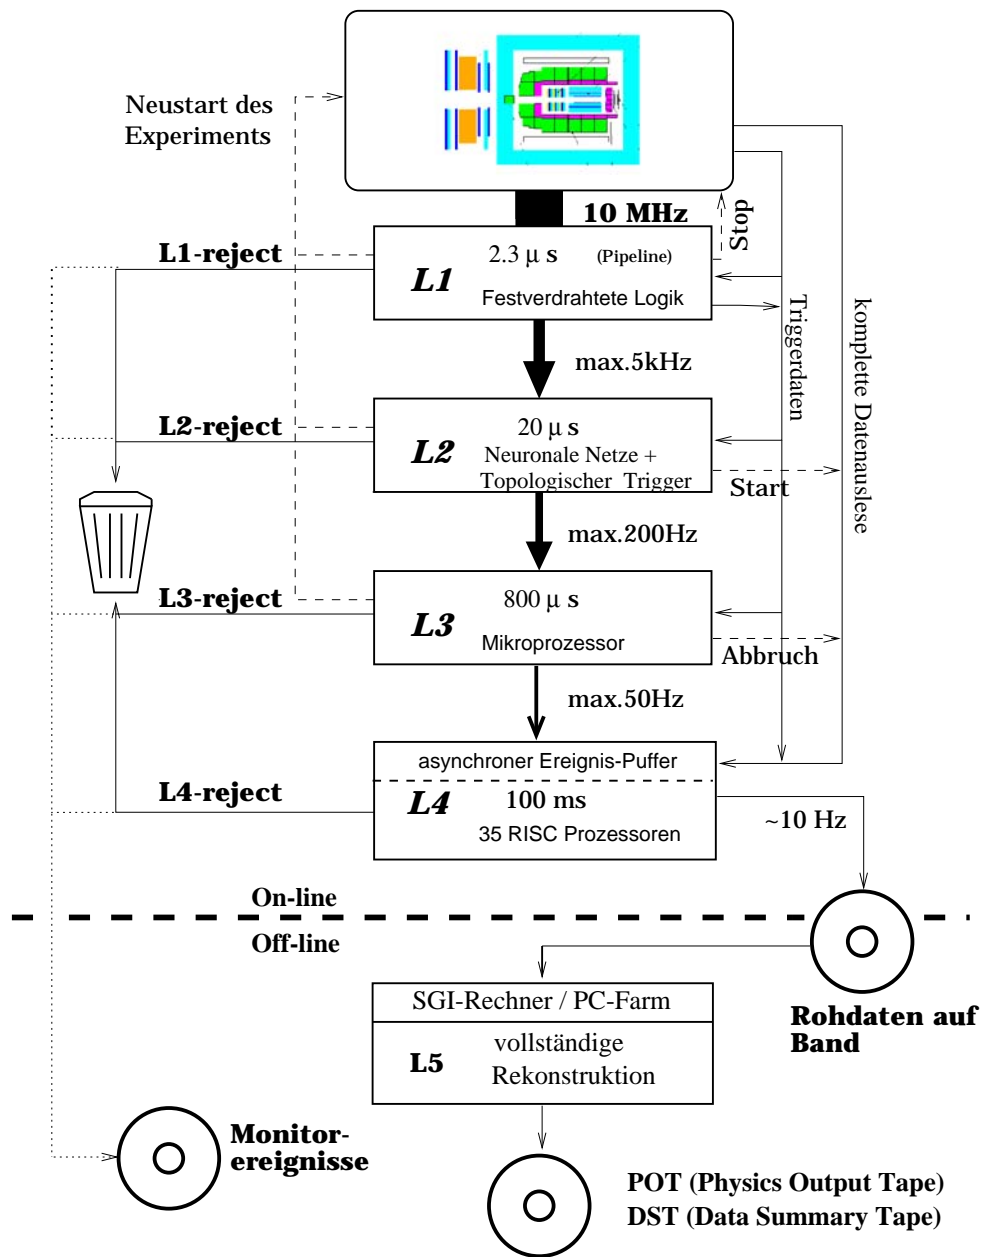 Neustart des
Experiments
10 MHz
Stop
L1-reject
2.3 μ s (Pipeline)
L1
Festverdrahtete Logik
Triggerdaten
komplette Datenauslese
max.5kHz
L2-reject
20 μ s
L2
Neuronale Netze +
Topologischer Trigger
Start
max.200Hz
L3-reject
800 μ s
L3
Mikroprozessor
Abbruch
max.50Hz
asynchroner Ereignis-Puffer
L4-reject
L4
100 ms
35 RISC Prozessoren
~10 Hz
On-line
Off-line
SGI-Rechner / PC-Farm
L5
vollständige
Rekonstruktion
Rohdaten auf
Band
Monitor-
ereignisse
POT (Physics Output Tape)
DST (Data Summary Tape)